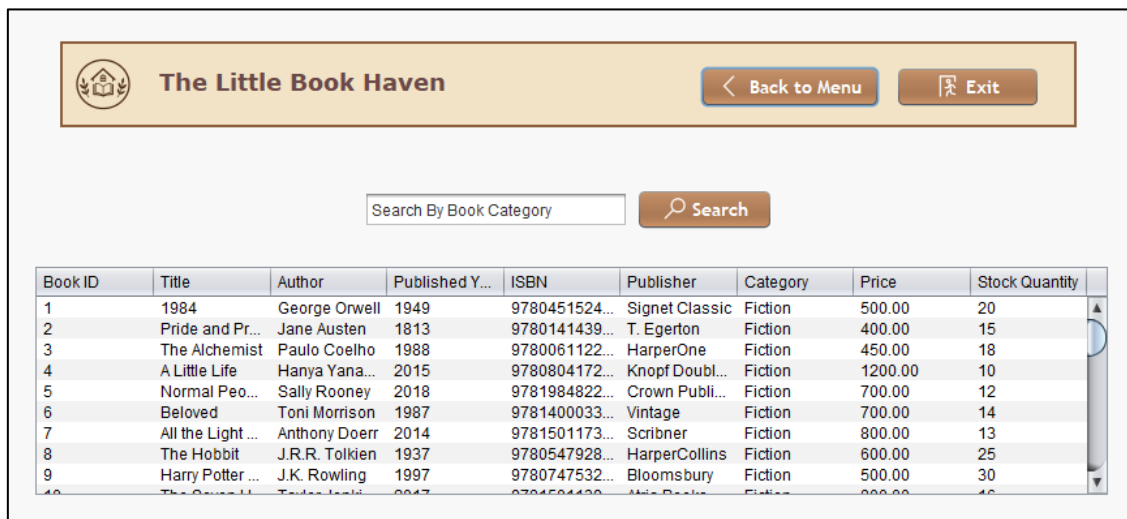 The Little Book Haven Back to Menu Exit
Search By Book Category Search
Book ID Title Author Published Y... ISBN Publisher Category Price Stock Quantity
1 1984 George Orwell 1949 9780451524... Signet Classic Fiction 500.00 20
2 Pride and Pr... Jane Austen 1813 9780141439... T. Egerton Fiction 400.00 15
3 The Alchemist Paulo Coelho 1988 9780061122... HarperOne Fiction 450.00 18
4 A Little Life Hanya Yana... 2015 9780804172... Knopf Doubl... Fiction 1200.00 10
5 Normal Peo... Sally Rooney 2018 9781984822... Crown Publi... Fiction 700.00 12
6 Beloved Toni Morrison 1987 9781400033... Vintage Fiction 700.00 14
7 All the Light ... Anthony Doerr 2014 9781501173... Scribner Fiction 800.00 13
8 The Hobbit J.R.R. Tolkien 1937 9780547928... HarperCollins Fiction 600.00 25
9 Harry Potter ... J.K. Rowling 1997 9780747532... Bloomsbury Fiction 500.00 30